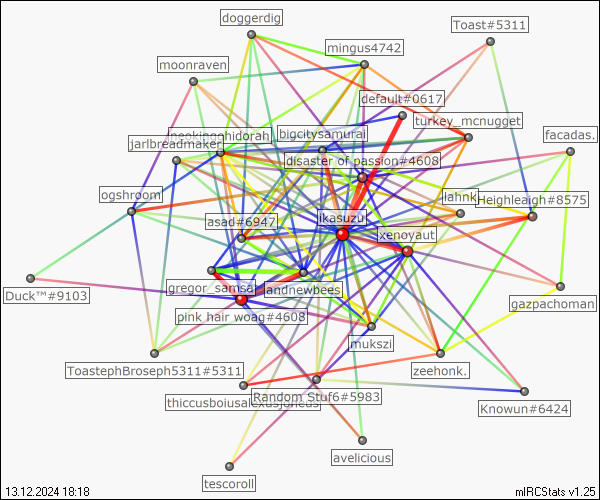 doggerdig
Toast#5311
mingus4742
moonraven
default#0617
turkey_mcnugget
bigcitysamurai
facadas.
jarlbreadmaker
disaster of passion#4608
ogshroom
lahnk
Heighleaigh#8575
ikasuzu
asad#6947
xenoyaut
gregor_samsa
landnewbees
Duck™#9103
gazpachoman
pink hair woag#4608
mukszi
ToastephBroseph5311#5311
zeehonk.
Random Stuf6#5983
Knowun#6424
avelicious
tescoroll
13.12.2024 18:18
mIRCStats v1.25